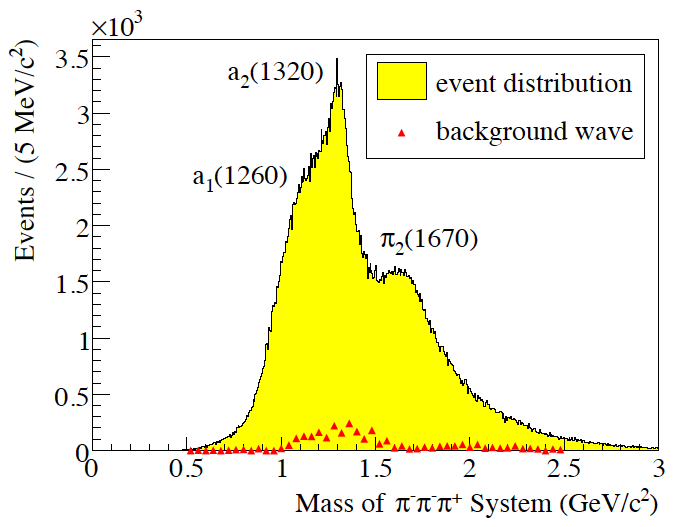 ×10³
Events / (5 MeV/c²)
3.5
3
2.5
2
1.5
1
0.5
0
a₂(1320)
a₁(1260)
π₂(1670)
event distribution
background wave
0 0.5 1 1.5 2 2.5 3
Mass of π⁻π⁻π⁺ System (GeV/c²)